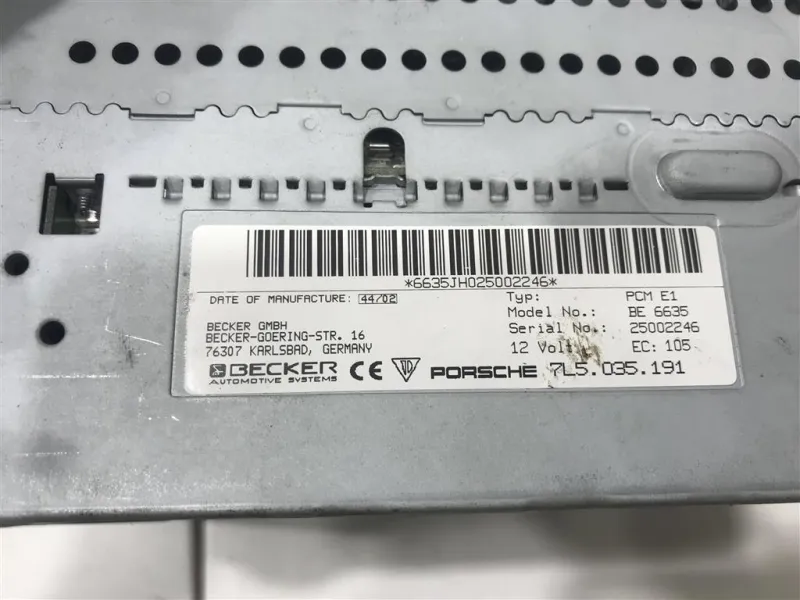 *6635JH025002246*
DATE OF MANUFACTURE: 44/02
BECKER GMBH
BECKER-GOERING-STR. 16
76307 KARLSBAD, GERMANY
BECKER
AUTOMOTIVE SYSTEMS
CE
Typ: PCM E1
Model No.: BE 6635
Serial No.: 25002246
12 Volt EC: 105
PORSCHE 7L5.035.191